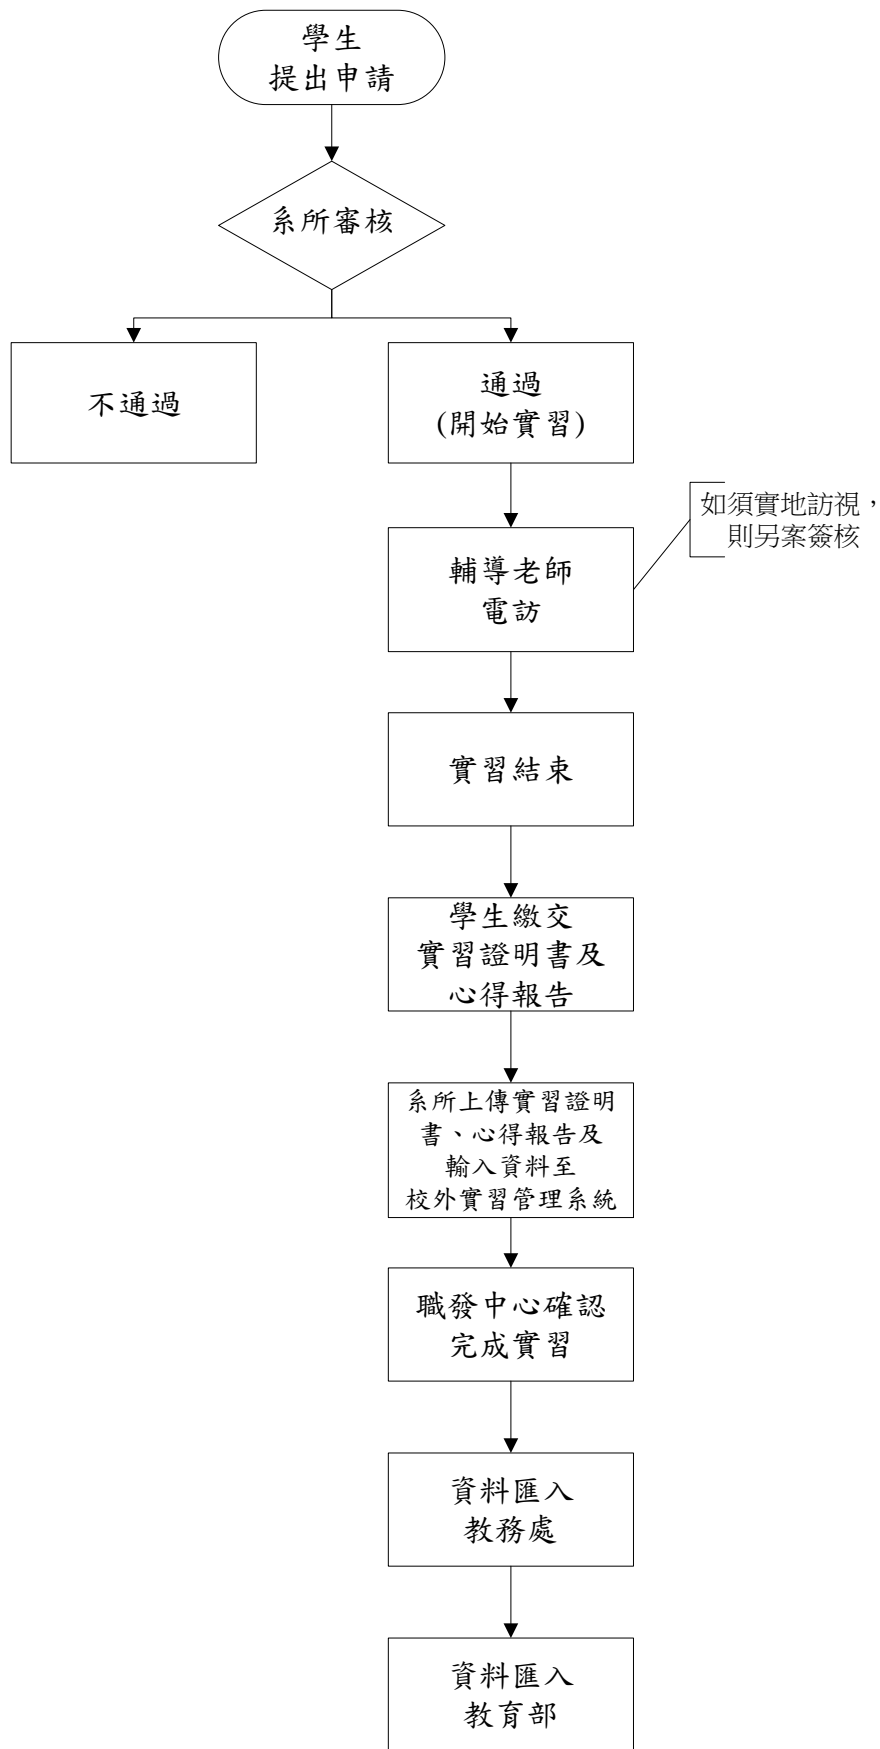 學生
提出申請
系所審核
不通過
通過
(開始實習)
如須實地訪視，
則另案簽核
輔導老師
電訪
實習結束
學生繳交
實習證明書及
心得報告
系所上傳實習證明
書、心得報告及
輸入資料至
校外實習管理系統
職發中心確認
完成實習
資料匯入
教務處
資料匯入
教育部